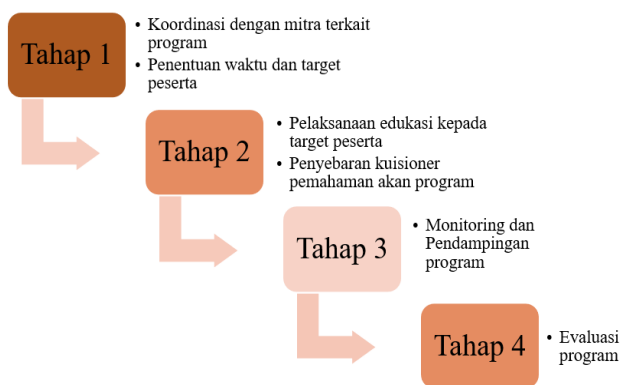 Tahap 1
• Koordinasi dengan mitra terkait
program
• Penentuan waktu dan target
peserta
Tahap 2
• Pelaksanaan edukasi kepada
target peserta
• Penyebaran kuisioner
pemahaman akan program
Tahap 3
• Monitoring dan
Pendampingan
program
Tahap 4
• Evaluasi
program